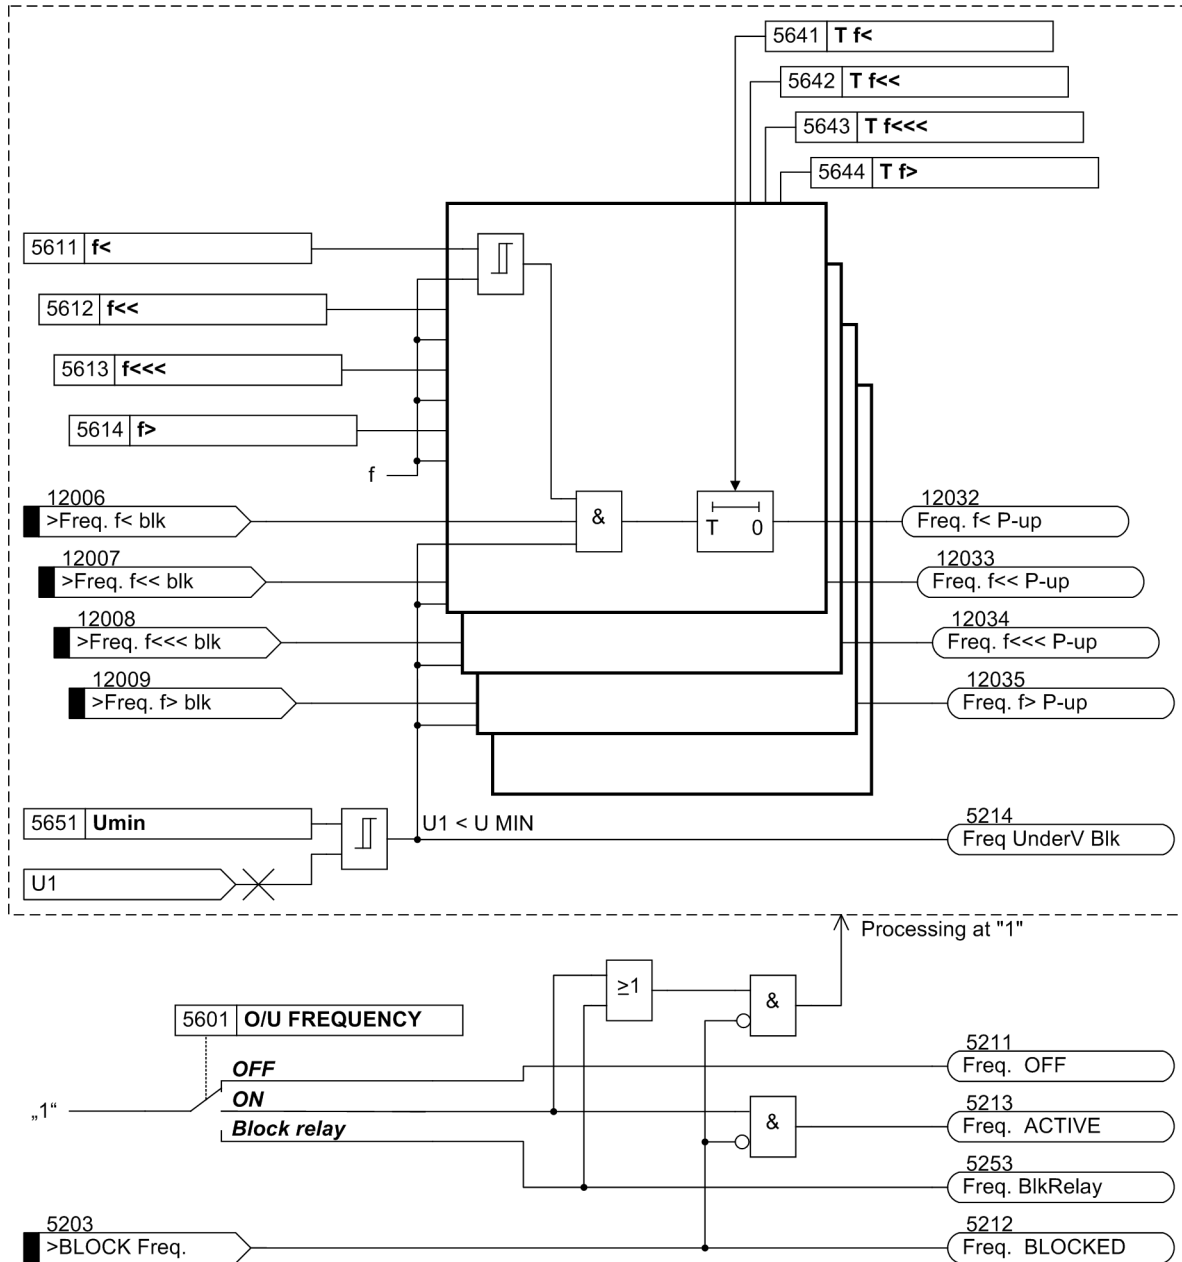 5641 T f<
5642 T f<<
5643 T f<<<
5644 T f>
5611 f<
5612 f<<
5613 f<<<
5614 f>
f
12006
>Freq. f< blk
&
T 0
12032
Freq. f< P-up
12007
>Freq. f<< blk
12033
Freq. f<< P-up
12008
>Freq. f<<< blk
12034
Freq. f<<< P-up
12009
>Freq. f> blk
12035
Freq. f> P-up
5651 Umin
U1 < U MIN
5214
Freq UnderV Blk
U1
Processing at "1"
≥1
&
5601 O/U FREQUENCY
OFF
5211
Freq. OFF
„1“
ON
&
5213
Freq. ACTIVE
Block relay
5253
Freq. BlkRelay
5203
>BLOCK Freq.
5212
Freq. BLOCKED